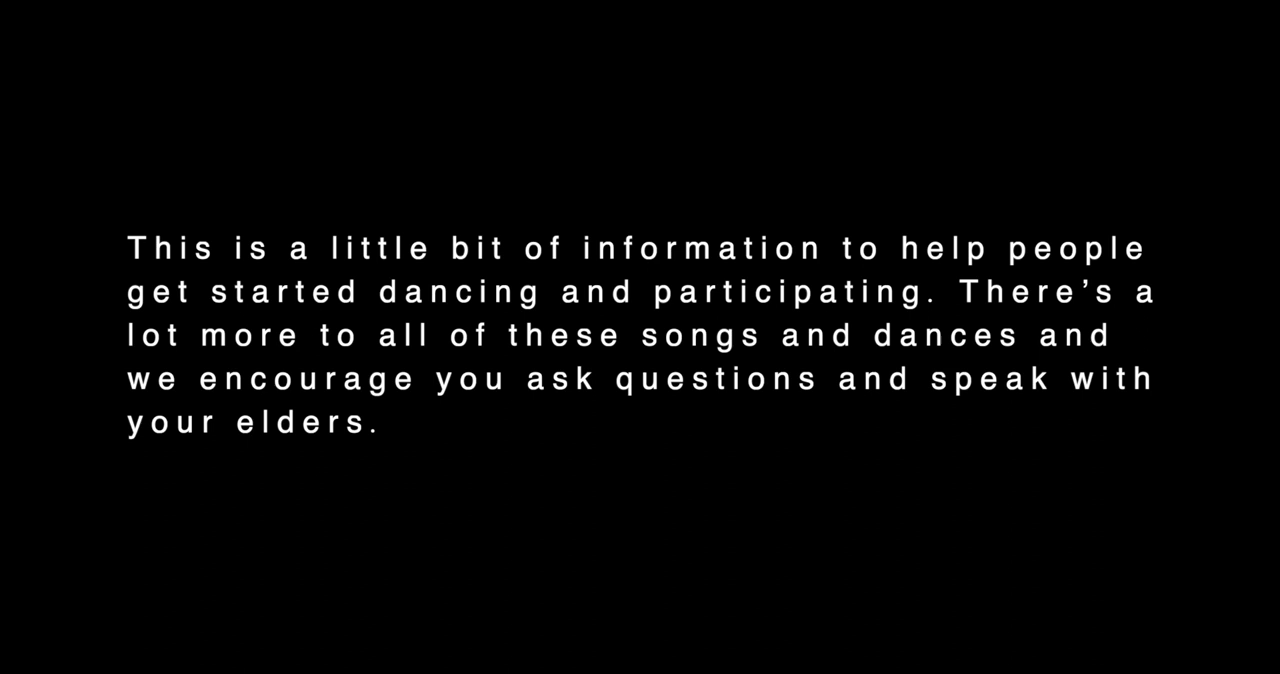 This is a little bit of information to help people
get started dancing and participating. There’s a
lot more to all of these songs and dances and
we encourage you ask questions and speak with
your elders.